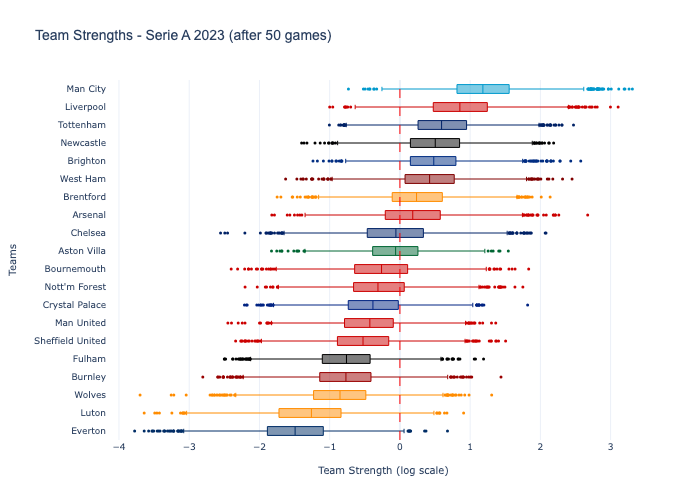 Team Strengths - Serie A 2023 (after 50 games)
Man City
Liverpool
Tottenham
Newcastle
Brighton
West Ham
Brentford
Arsenal
Chelsea
Aston Villa
Bournemouth
Nott'm Forest
Crystal Palace
Man United
Sheffield United
Fulham
Burnley
Wolves
Luton
Everton
Teams
−4 −3 −2 −1 0 1 2 3
Team Strength (log scale)